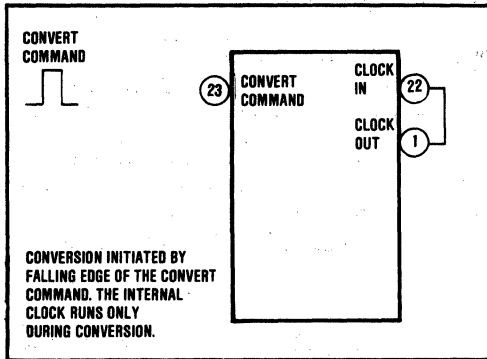 CONVERT
COMMAND
23
CONVERT
COMMAND
CLOCK
IN
22
CLOCK
OUT
1
CONVERSION INITIATED BY
FALLING EDGE OF THE CONVERT
COMMAND. THE INTERNAL
CLOCK RUNS ONLY
DURING CONVERSION.